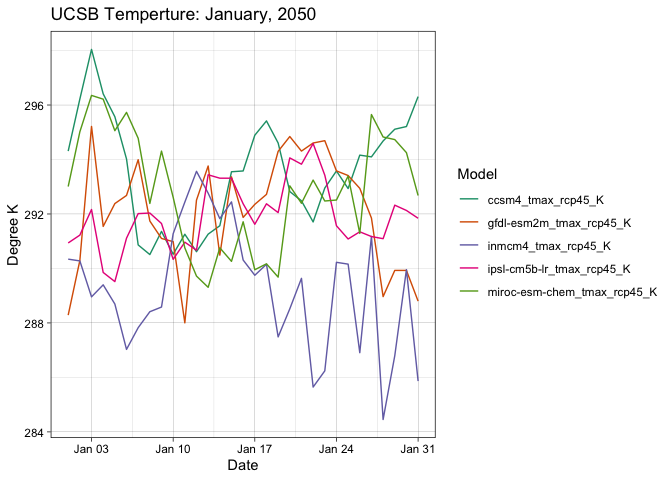 UCSB Temperture: January, 2050
296
292
288
284
Degree K
Jan 03
Jan 10
Jan 17
Jan 24
Jan 31
Date
Model
ccsm4_tmax_rcp45_K
gfdl-esm2m_tmax_rcp45_K
inmcm4_tmax_rcp45_K
ipsl-cm5b-lr_tmax_rcp45_K
miroc-esm-chem_tmax_rcp45_K